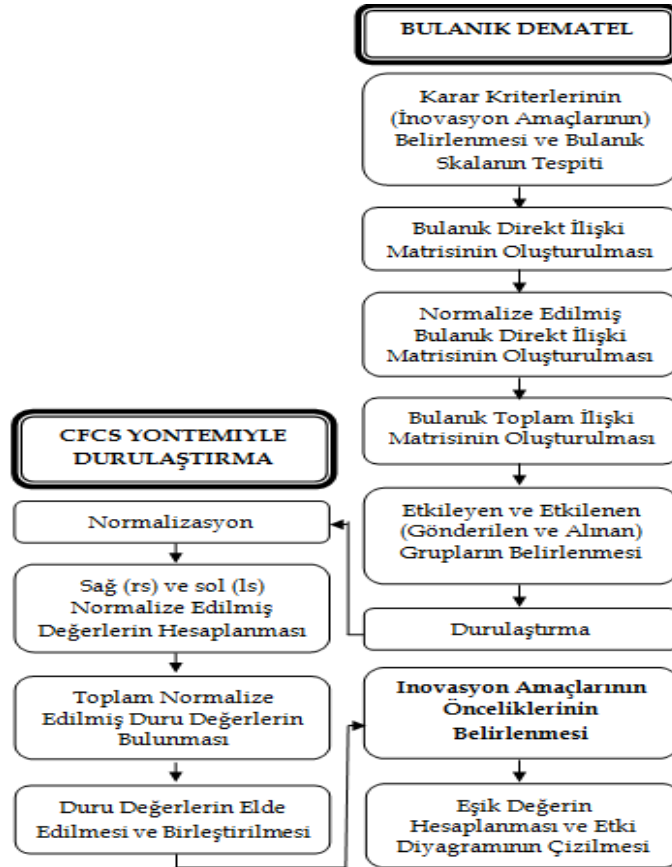 BULANIK DEMATEL
Karar Kriterlerinin
(İnovasyon Amaçlarının)
Belirlenmesi ve Bulanık
Skalanın Tespiti
Bulanık Direkt İlişki
Matrisinin Oluşturulması
Normalize Edilmiş
Bulanık Direkt İlişki
Matrisinin Oluşturulması
Bulanık Toplam İlişki
Matrisinin Oluşturulması
Etkileyen ve Etkilenen
(Gönderilen ve Alınan)
Grupların Belirlenmesi
Durulaştırma
CFCS YONTEMIYLE
DURULAŞTIRMA
Normalizasyon
Sağ (rs) ve sol (ls)
Normalize Edilmiş
Değerlerin Hesaplanması
Toplam Normalize
Edilmiş Duru Değerlerin
Bulunması
Duru Değerlerin Elde
Edilmesi ve Birleştirilmesi
Inovasyon Amaçlarının
Önceliklerinin
Belirlenmesi
Eşik Değerin
Hesaplanması ve Etki
Diyagramının Çizilmesi